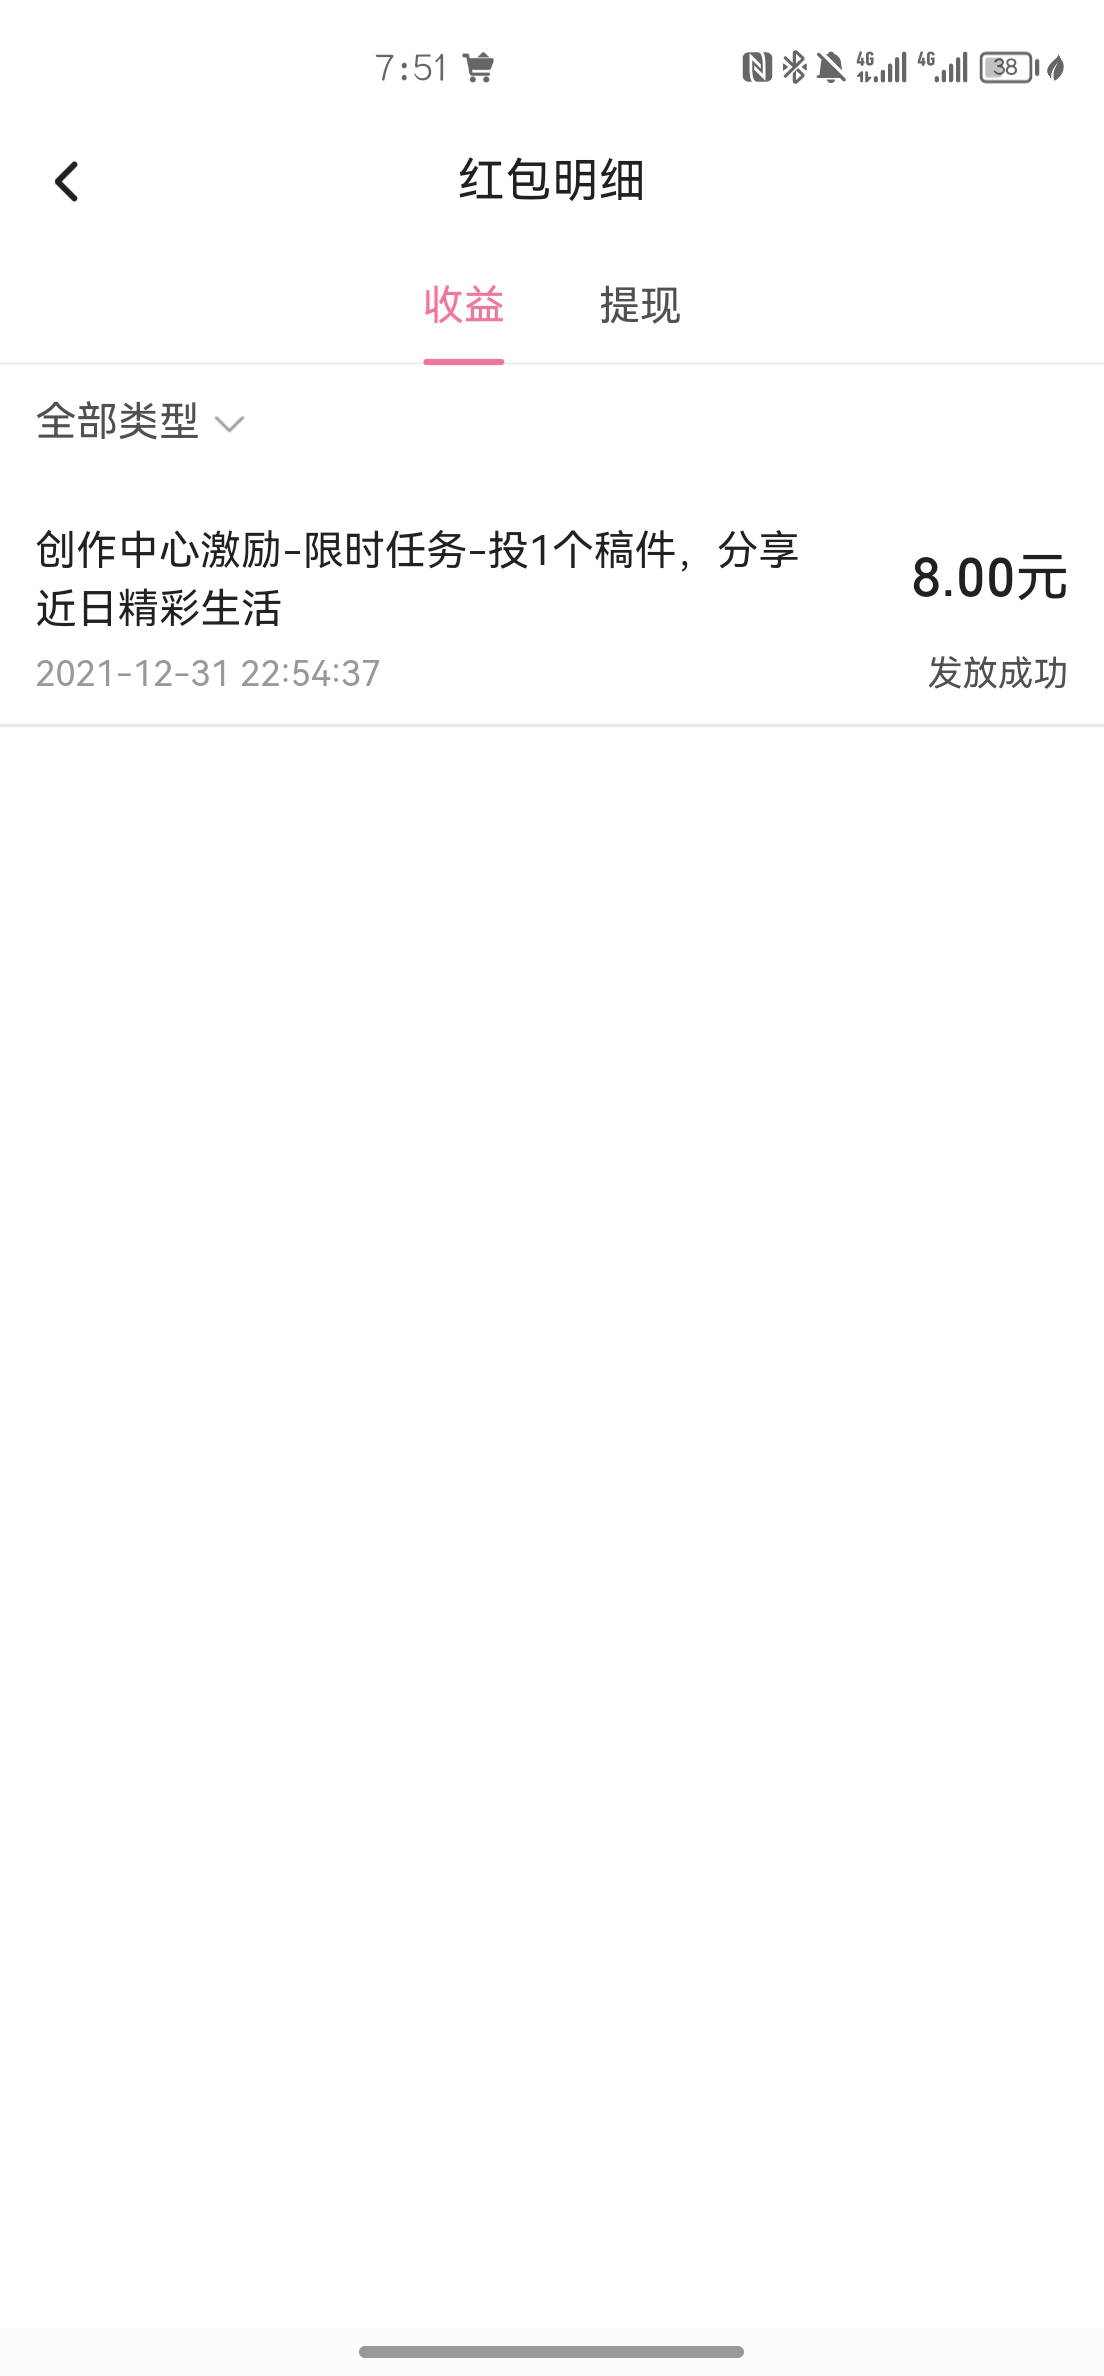 7:51
4G 4G 38
红包明细
收益 提现
全部类型
创作中心激励-限时任务-投1个稿件，分享
近日精彩生活
8.00元
2021-12-31 22:54:37
发放成功